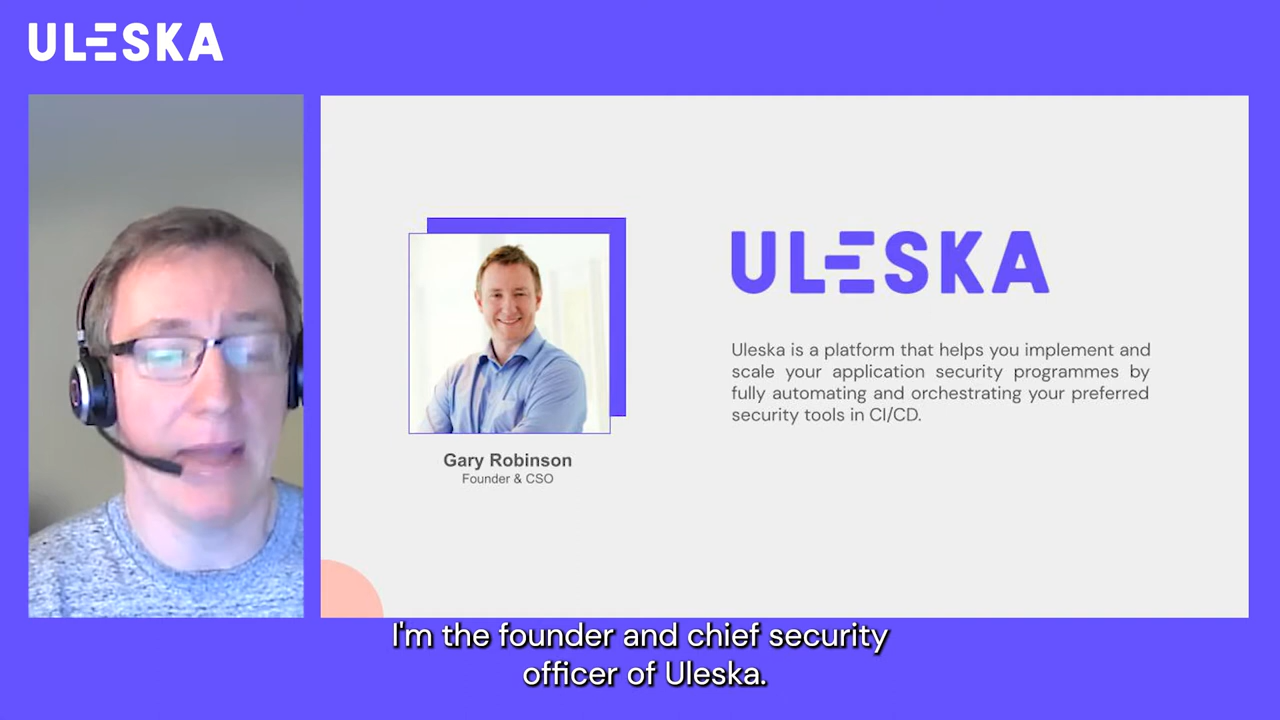 ULESKA
ULESKA
Uleska is a platform that helps you implement and
scale your application security programmes by
fully automating and orchestrating your preferred
security tools in CI/CD.
Gary Robinson
Founder & CSO
I'm the founder and chief security
officer of Uleska.